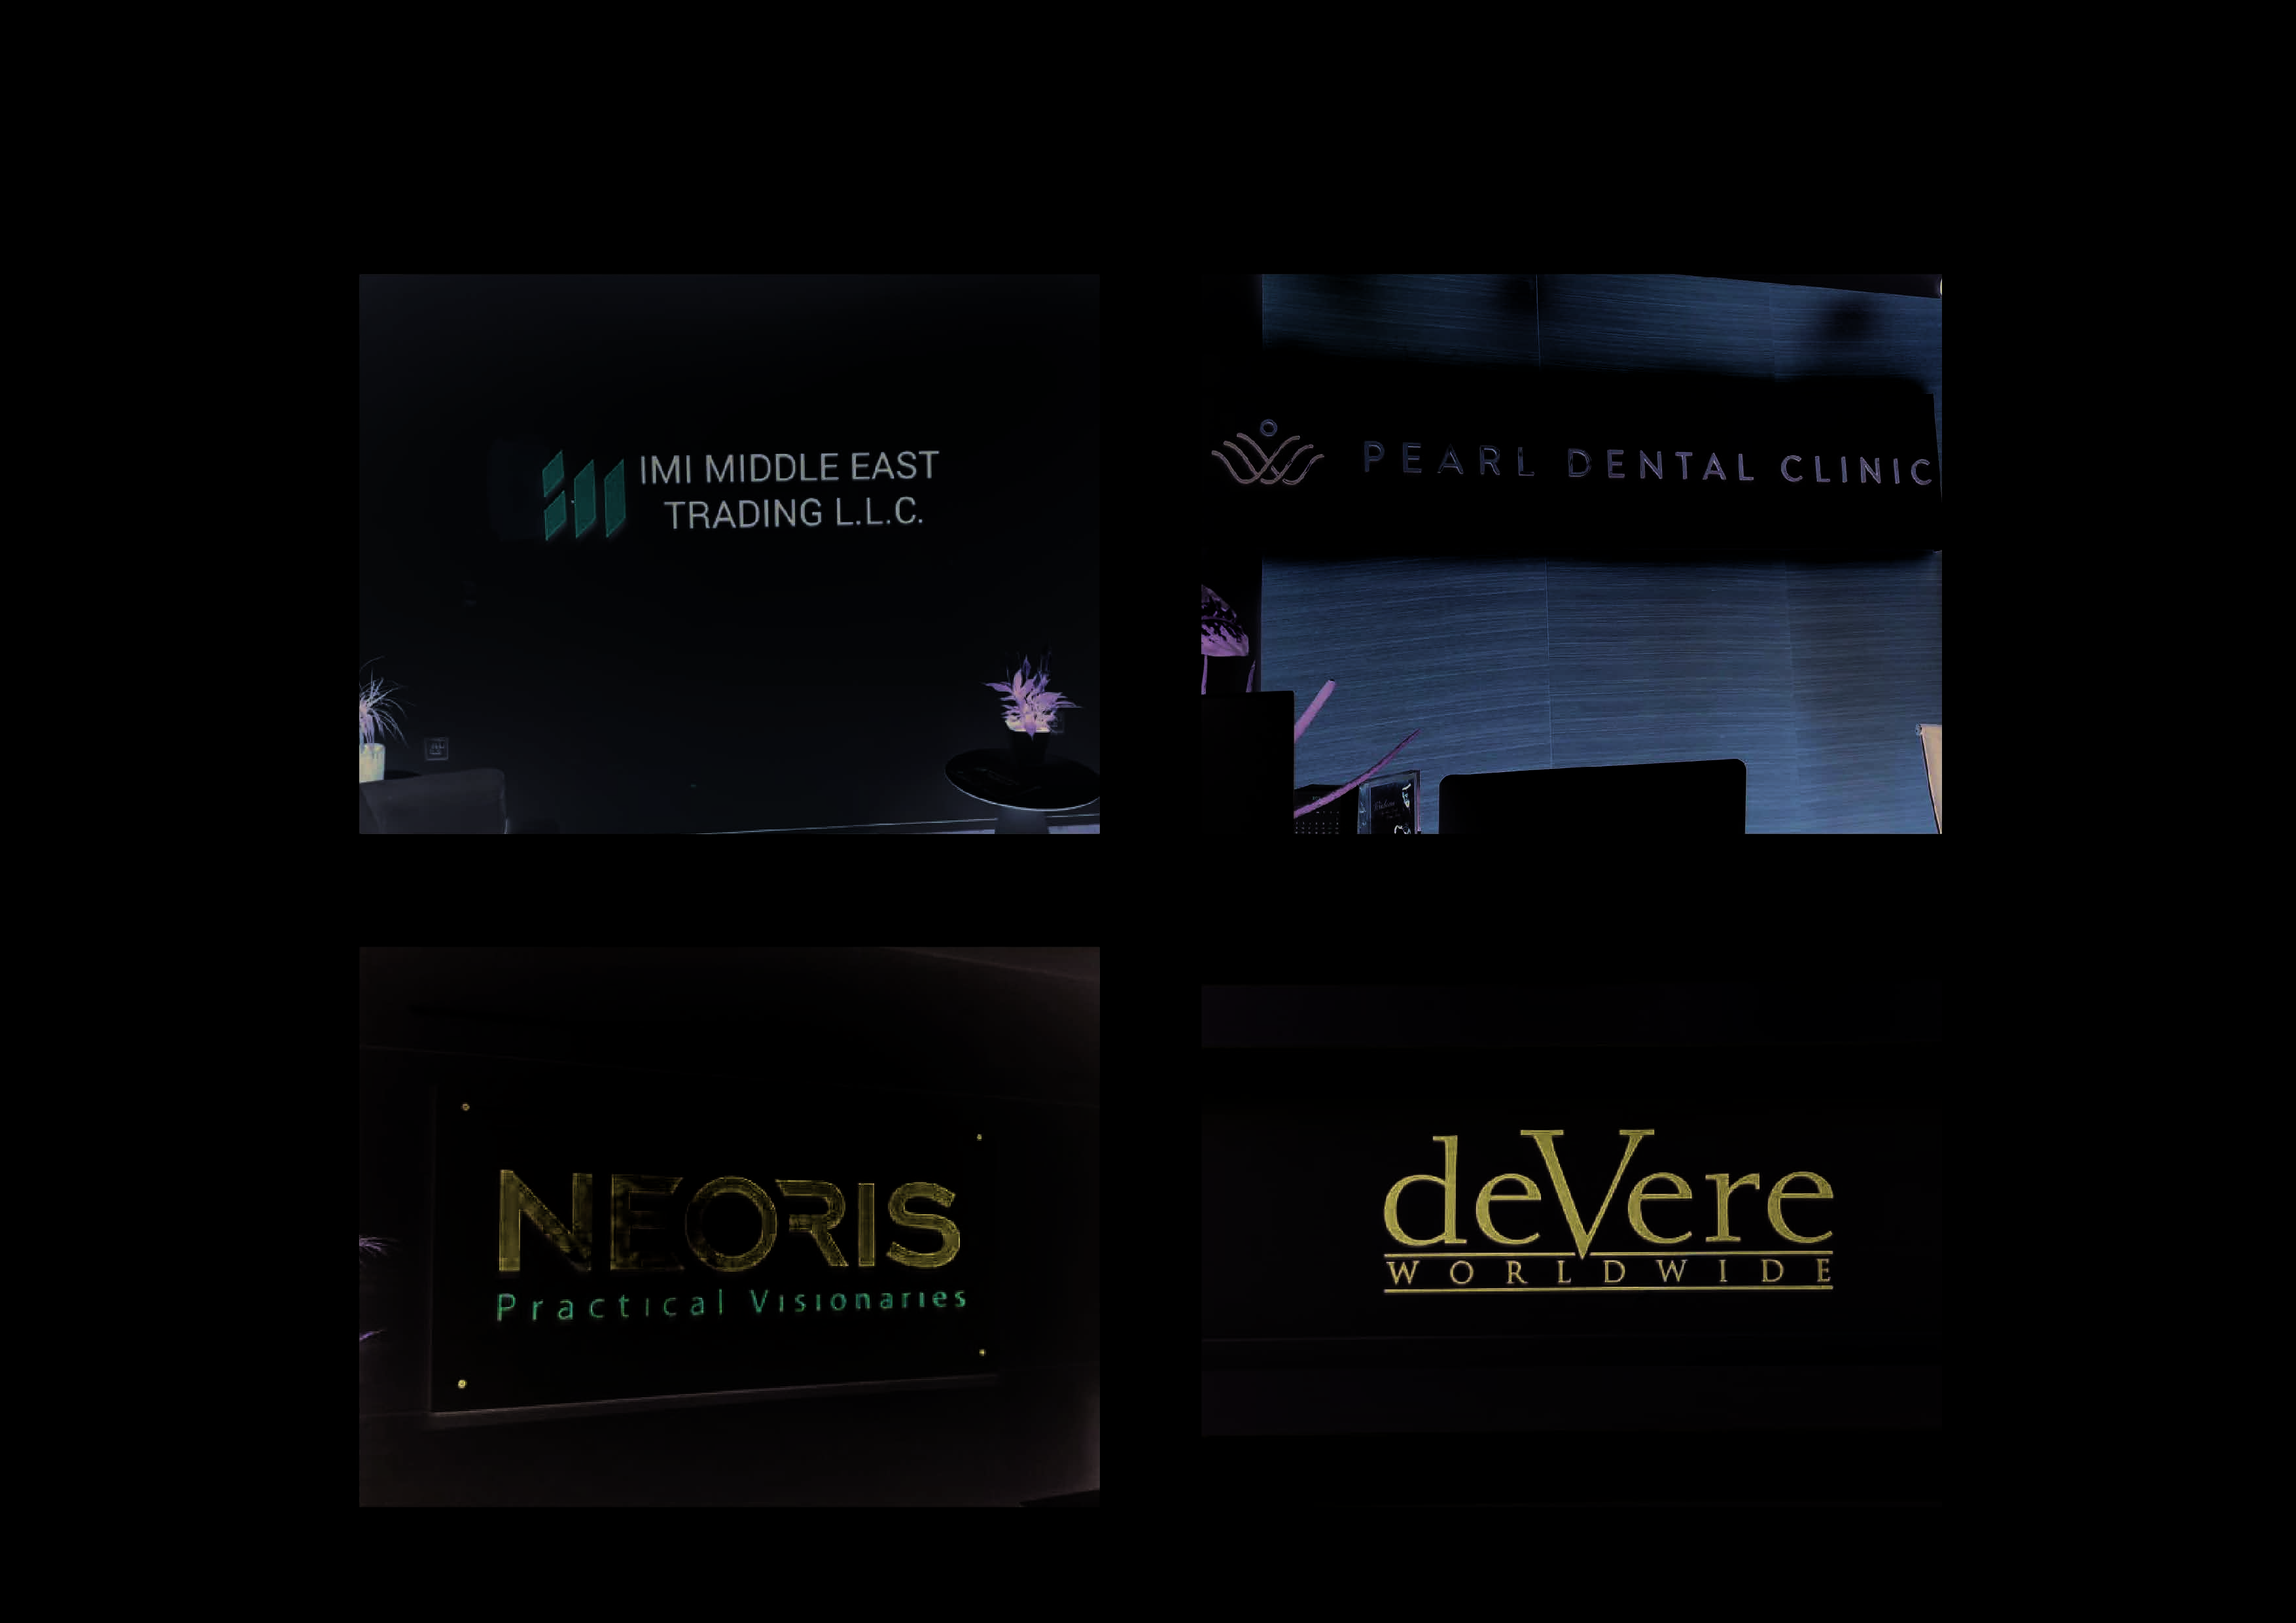 IMI MIDDLE EAST
TRADING L.L.C.
PEARL DENTAL CLINIC
NEORIS
Practical Visionaries
deVere
WORLDWIDE